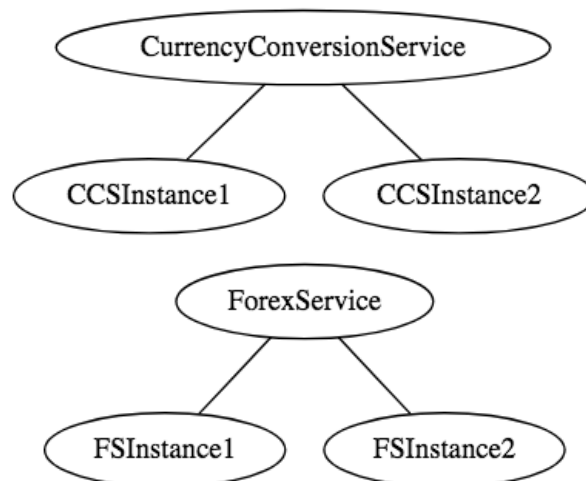 CurrencyConversionService
CCSInstance1
CCSInstance2
ForexService
FSInstance1
FSInstance2